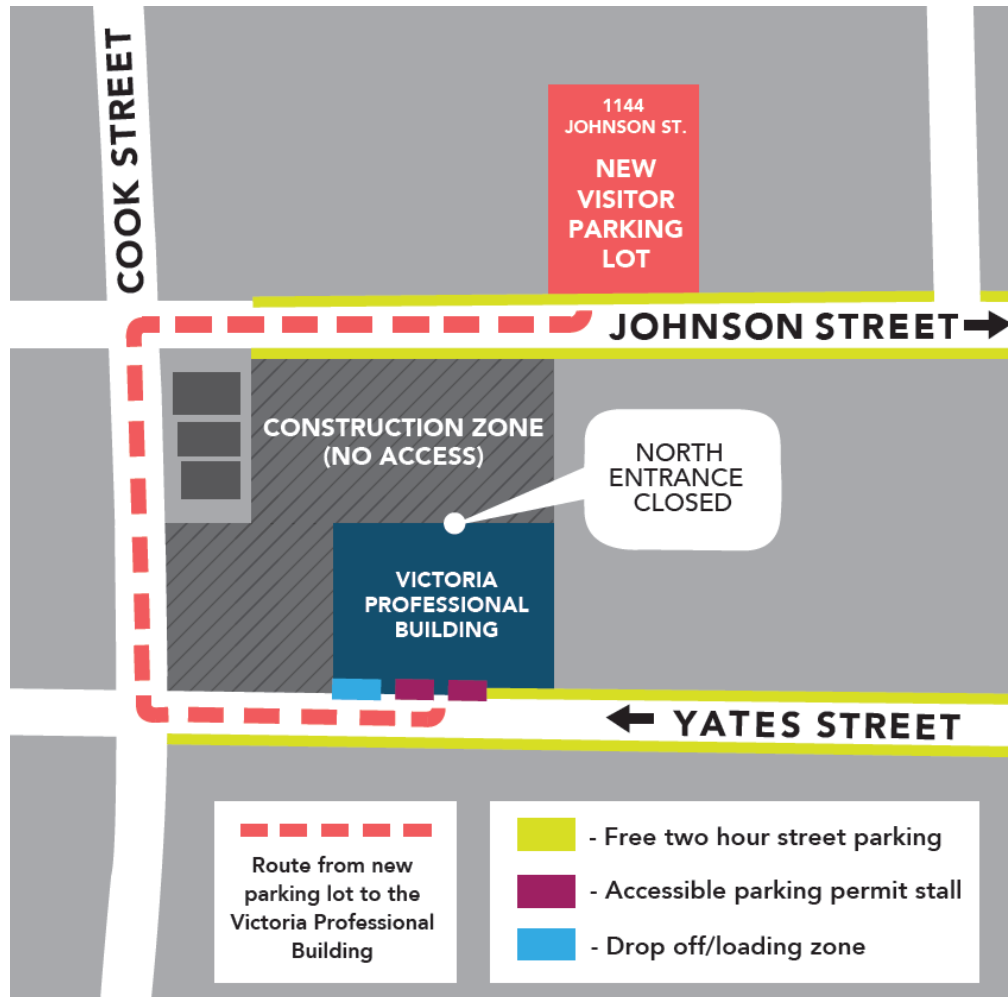 COOK STREET
1144
JOHNSON ST.
NEW
VISITOR
PARKING
LOT
JOHNSON STREET
CONSTRUCTION ZONE
(NO ACCESS)
NORTH
ENTRANCE
CLOSED
VICTORIA
PROFESSIONAL
BUILDING
YATES STREET
Route from new
parking lot to the
Victoria Professional
Building
- Free two hour street parking
- Accessible parking permit stall
- Drop off/loading zone